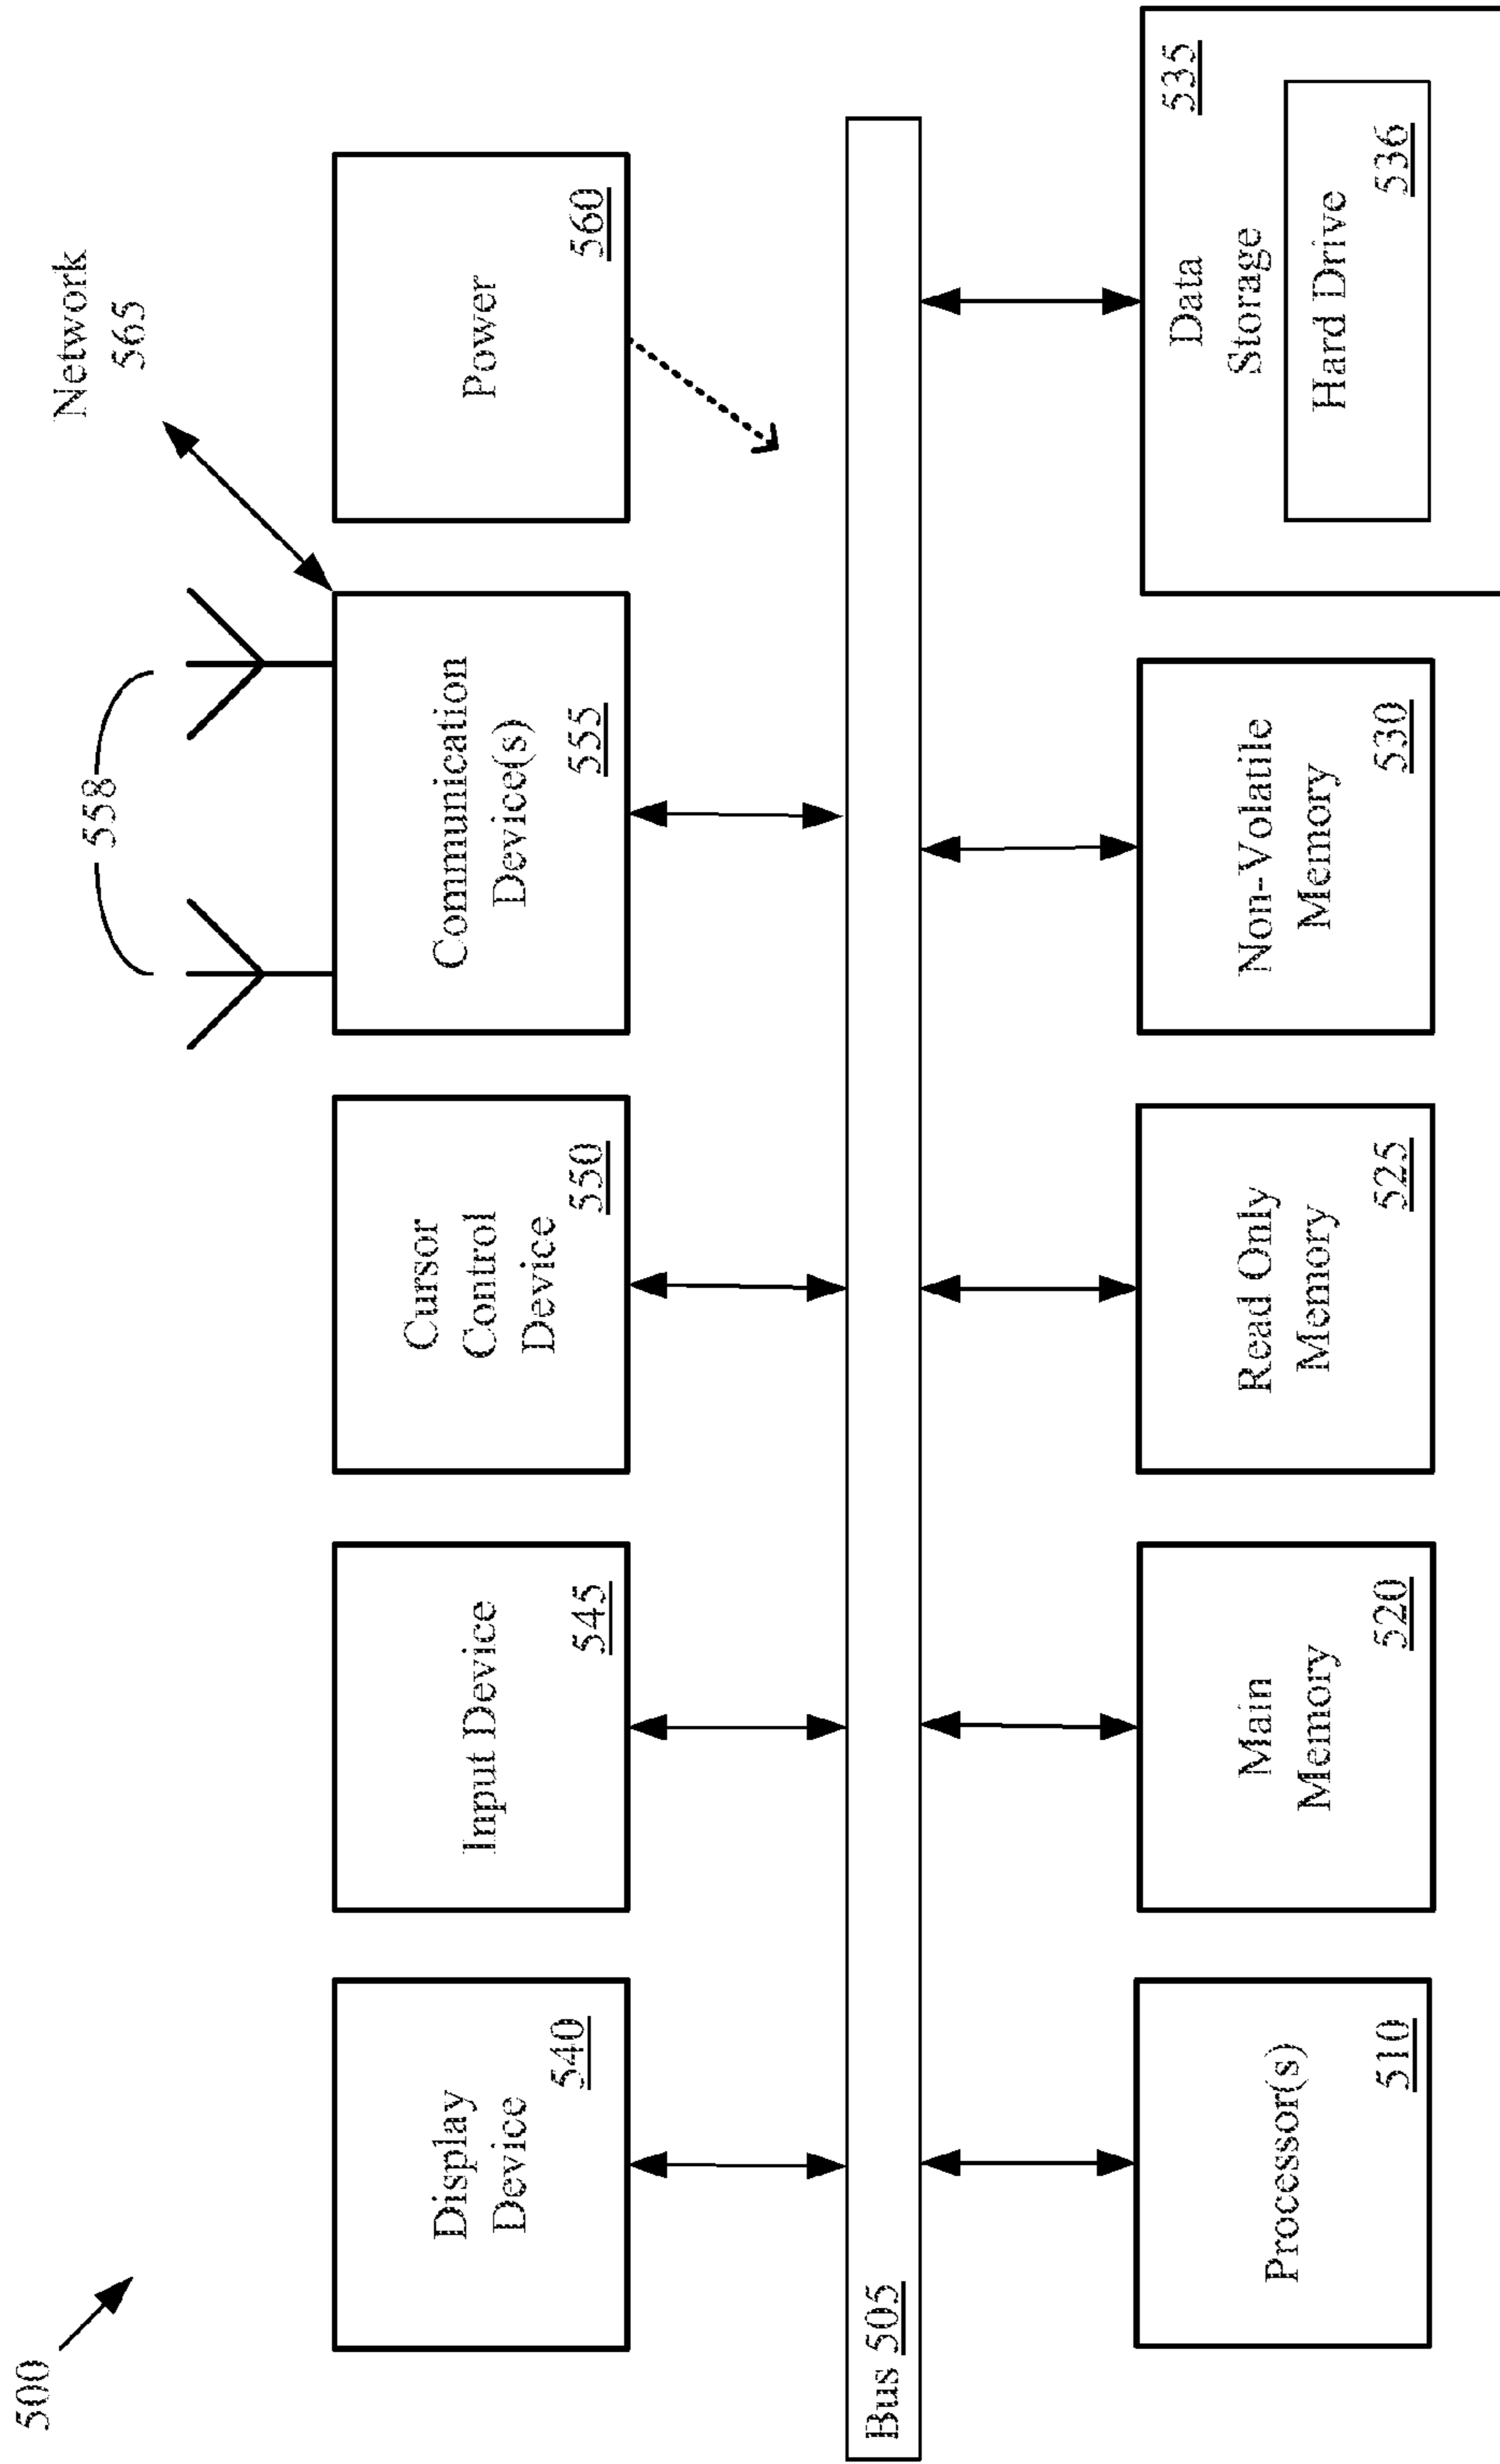 500
Network
565
558
Display
Device
540
Input Device
545
Cursor
Control
Device
550
Communication
Device(s)
555
Power
560
Bus 505
Processor(s)
510
Main
Memory
520
Read Only
Memory
525
Non-Volatile
Memory
530
535
Data
Storage
Hard Drive
536